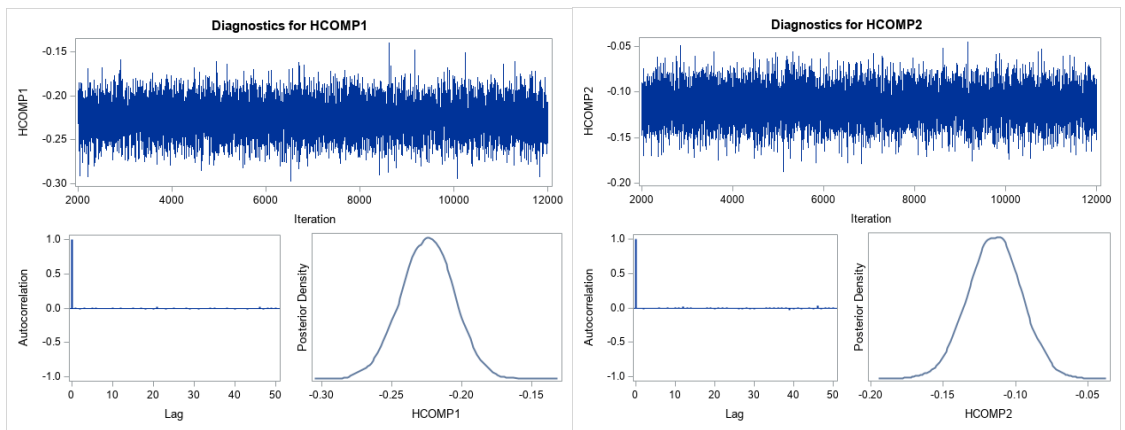 Diagnostics for HCOMP1
HCOMP1
-0.15
-0.20
-0.25
-0.30
2000 4000 6000 8000 10000 12000
Iteration
Autocorrelation
1.0
0.5
0.0
-0.5
-1.0
0 10 20 30 40 50
Lag
Posterior Density
-0.30 -0.25 -0.20 -0.15
HCOMP1
Diagnostics for HCOMP2
HCOMP2
-0.05
-0.10
-0.15
-0.20
2000 4000 6000 8000 10000 12000
Iteration
Autocorrelation
1.0
0.5
0.0
-0.5
-1.0
0 10 20 30 40 50
Lag
Posterior Density
-0.20 -0.15 -0.10 -0.05
HCOMP2